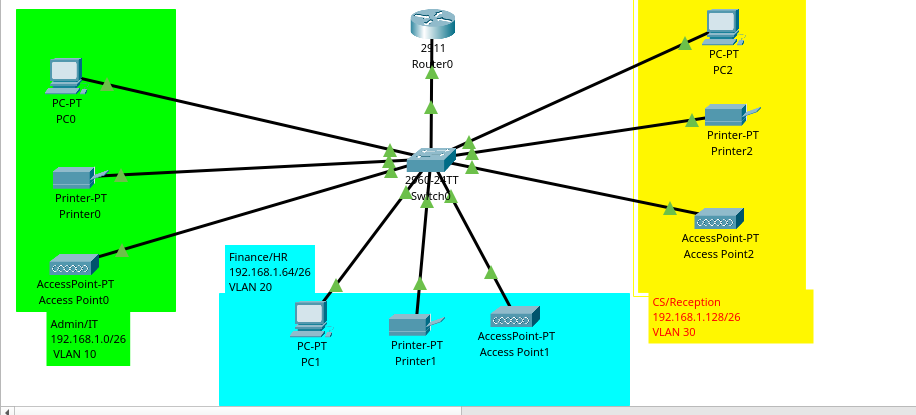 2911
Router0
PC-PT
PC0
Printer-PT
Printer0
AccessPoint-PT
Access Point0
Admin/IT
192.168.1.0/26
VLAN 10
2960-24TT
Switch0
Finance/HR
192.168.1.64/26
VLAN 20
PC-PT
PC1
Printer-PT
Printer1
AccessPoint-PT
Access Point1
PC-PT
PC2
Printer-PT
Printer2
AccessPoint-PT
Access Point2
CS/Reception
192.168.1.128/26
VLAN 30